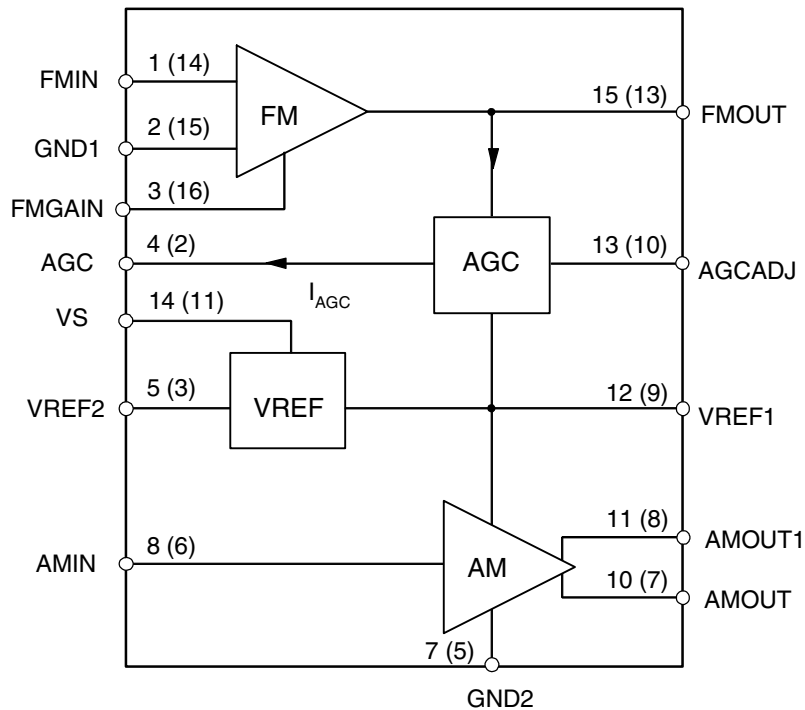 FMIN
1 (14)
FM
15 (13)
FMOUT
GND1
2 (15)
FMGAIN
3 (16)
AGC
4 (2)
I AGC
AGC
13 (10)
AGCADJ
VS
14 (11)
VREF2
5 (3)
VREF
12 (9)
VREF1
AMIN
8 (6)
AM
11 (8)
AMOUT1
10 (7)
AMOUT
7 (5)
GND2